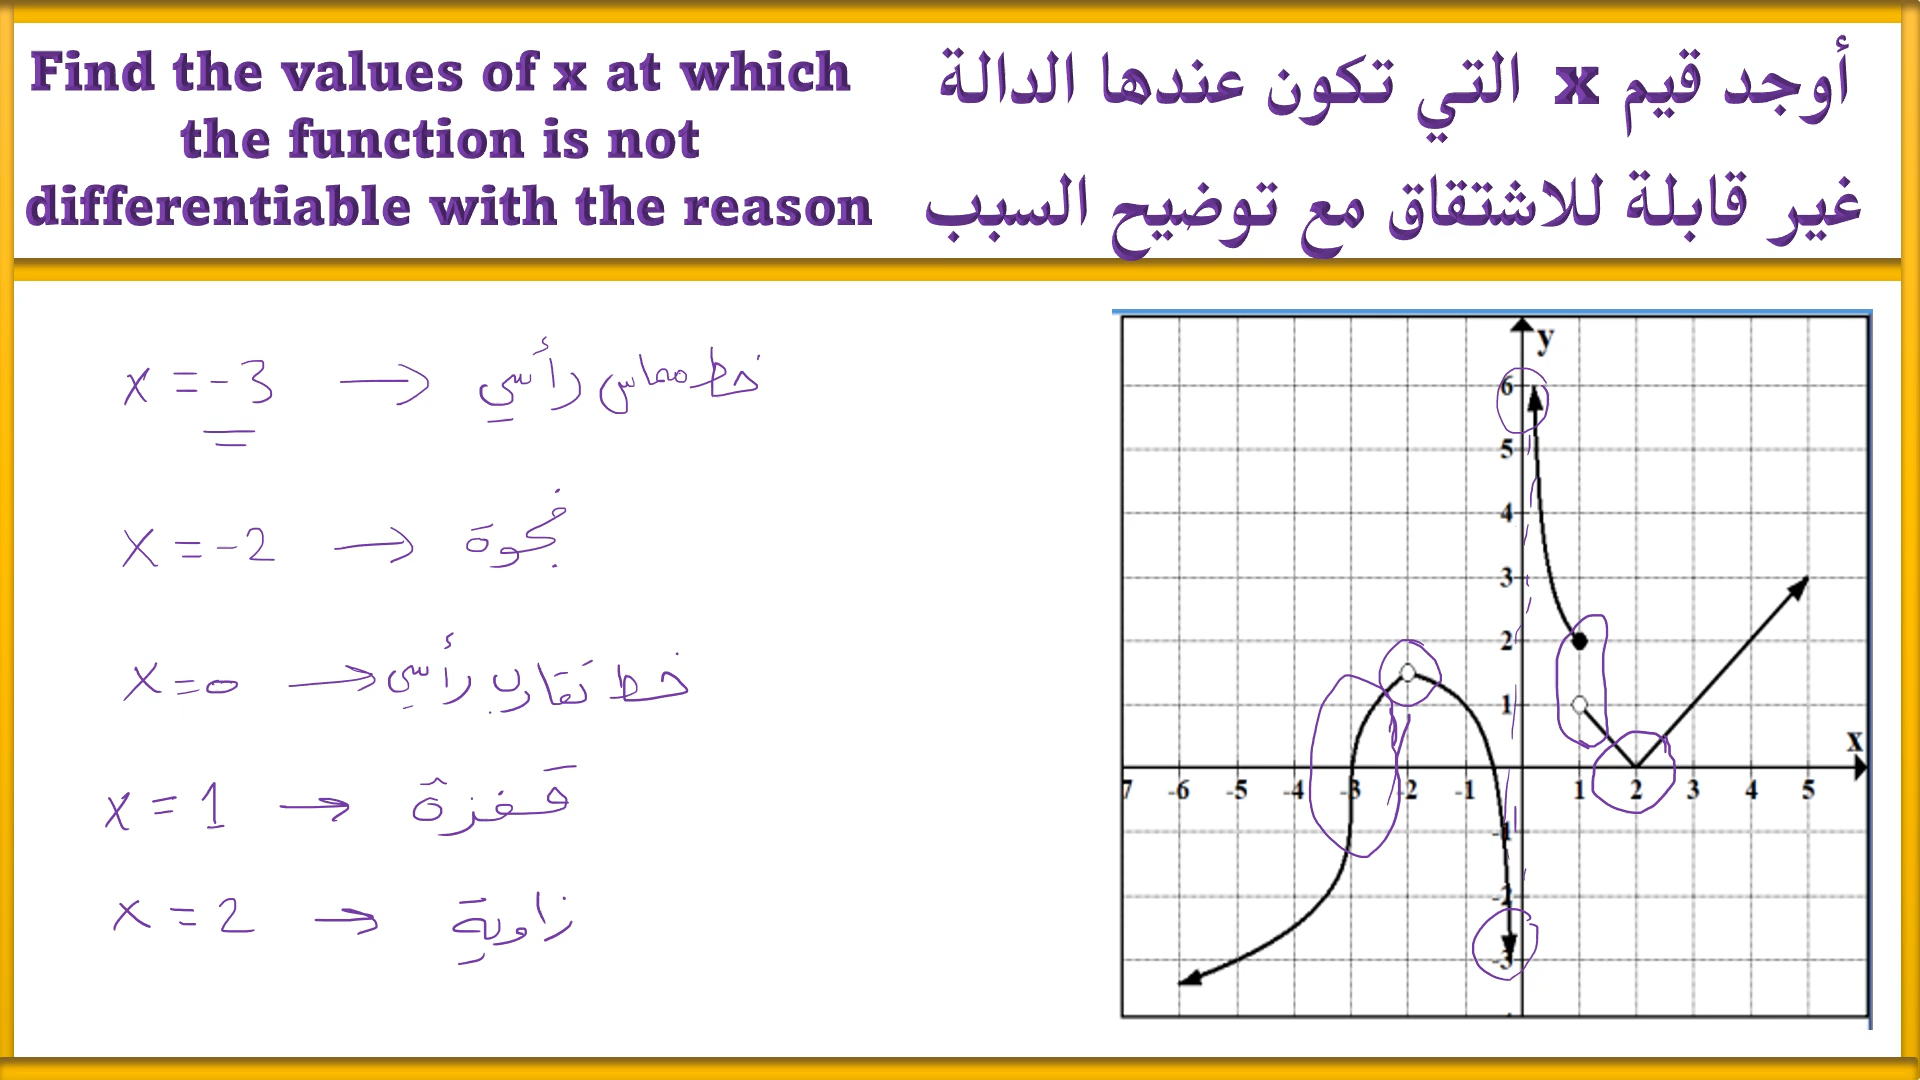 Find the values of x at which
the function is not
differentiable with the reason
أوجد قيم x التي تكون عندها الدالة
غير قابلة للاشتقاق مع توضيح السبب
x = -3 → خط مماس رأسي
x = -2 → فجوة
x = 0 → خط تقارب رأسي
x = 1 → قفزة
x = 2 → زاوية
y
6
5
4
3
2
1
x
7 -6 -5 -4 -3 -2 -1 1 2 3 4 5
-1
-2
-3